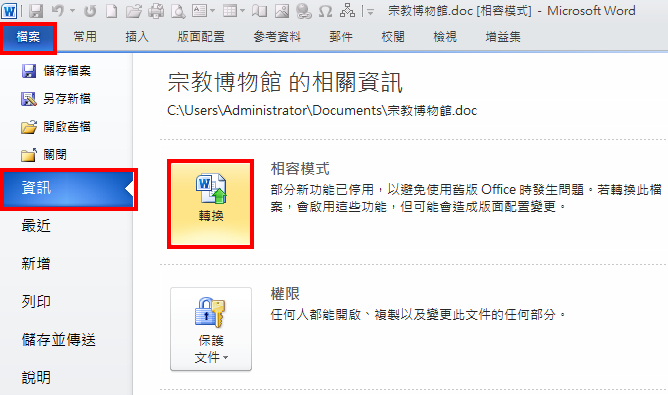 宗教博物館.doc [相容模式] - Microsoft Word
檔案 常用 插入 版面配置 參考資料 郵件 校閱 檢視 增益集
儲存檔案
另存新檔
開啟舊檔
關閉
資訊
最近
新增
列印
儲存並傳送
說明
宗教博物館 的相關資訊
C:\Users\Administrator\Documents\宗教博物館.doc
轉換
相容模式
部分新功能已停用，以避免使用舊版 Office 時發生問題。若轉換此檔
案，會啟用這些功能，但可能會造成版面配置變更。
保護
文件
權限
任何人都能開啟、複製以及變更此文件的任何部分。